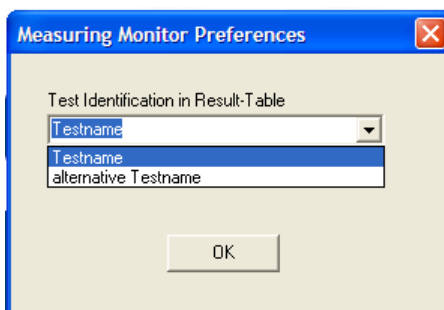 Measuring Monitor Preferences
Test Identification in Result-Table
Testname
Testname
alternative Testname
OK